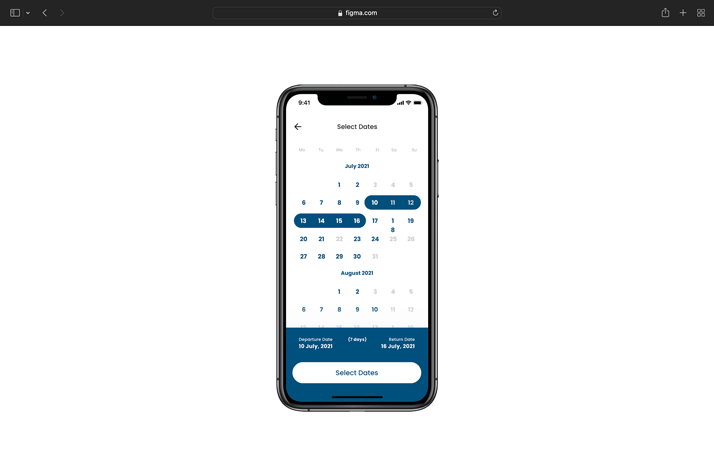 figma.com
9:41
Select Dates
Mo Tu We Th Fr Sa Su
July 2021
1 2 3 4 5
6 7 8 9 10 11 12
13 14 15 16 17 18 19
20 21 22 23 24 25 26
27 28 29 30 31
August 2021
1 2 3 4 5
6 7 8 9 10 11 12
Departure Date (7 days) Return Date
10 July, 2021 16 July, 2021
Select Dates